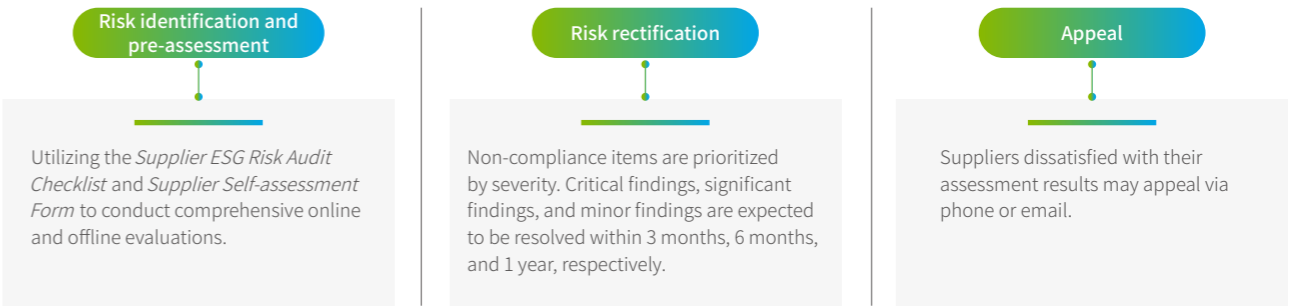 Risk identification and
pre-assessment
Utilizing the Supplier ESG Risk Audit
Checklist and Supplier Self-assessment
Form to conduct comprehensive online
and offline evaluations.
Risk rectification
Non-compliance items are prioritized
by severity. Critical findings, significant
findings, and minor findings are expected
to be resolved within 3 months, 6 months,
and 1 year, respectively.
Appeal
Suppliers dissatisfied with their
assessment results may appeal via
phone or email.